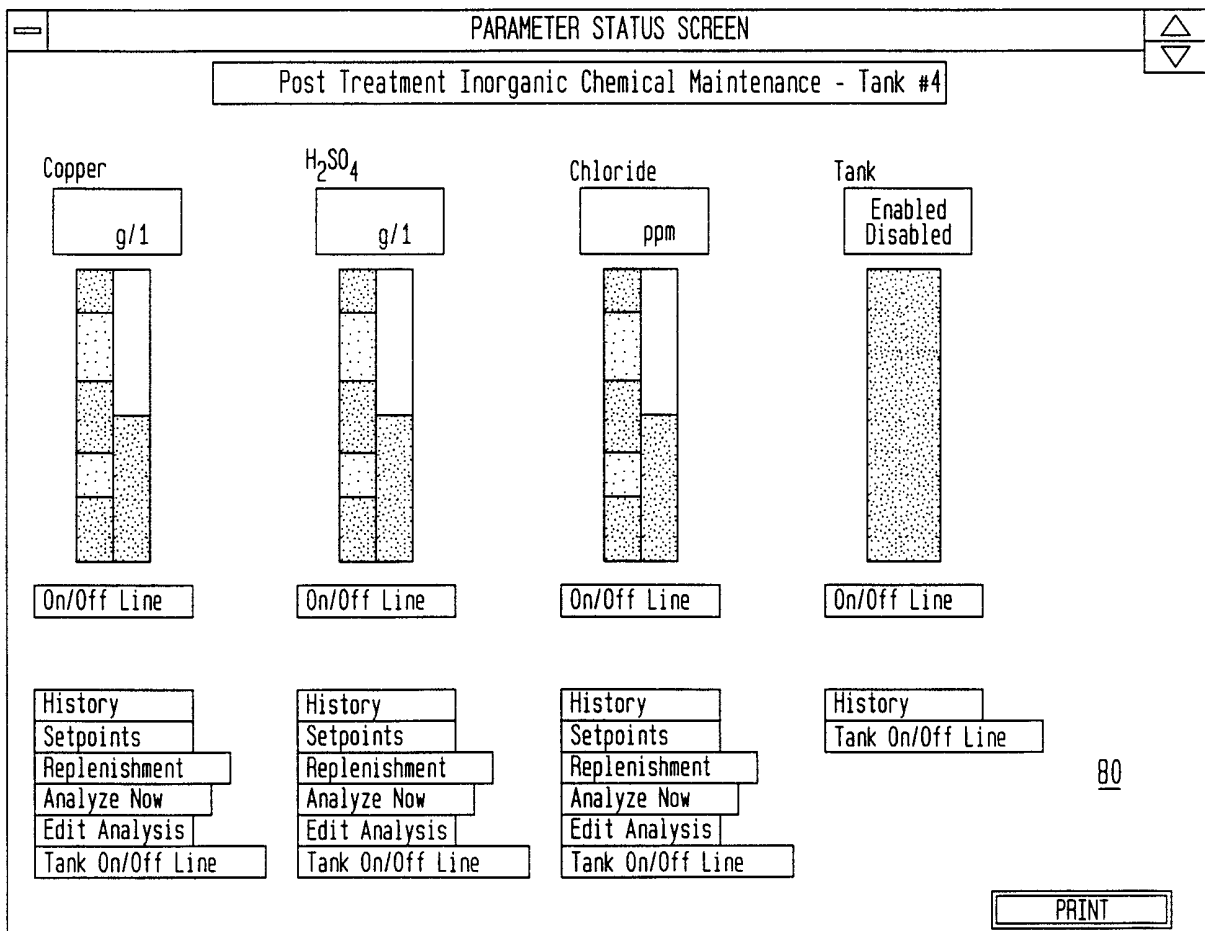 PARAMETER STATUS SCREEN
Post Treatment Inorganic Chemical Maintenance - Tank #4
Copper
g/l
H2SO4
g/l
Chloride
ppm
Tank
Enabled
Disabled
On/Off Line
On/Off Line
On/Off Line
On/Off Line
History
Setpoints
Replenishment
Analyze Now
Edit Analysis
Tank On/Off Line
History
Setpoints
Replenishment
Analyze Now
Edit Analysis
Tank On/Off Line
History
Setpoints
Replenishment
Analyze Now
Edit Analysis
Tank On/Off Line
History
Tank On/Off Line
80
PRINT